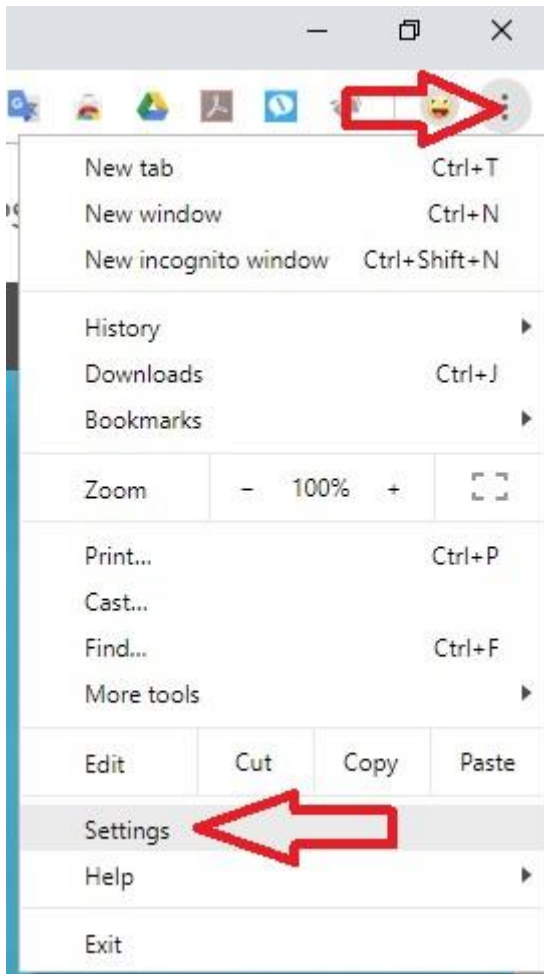 New tab Ctrl+T
New window Ctrl+N
New incognito window Ctrl+Shift+N
History
Downloads Ctrl+J
Bookmarks
Zoom - 100% +
Print... Ctrl+P
Cast...
Find... Ctrl+F
More tools
Edit Cut Copy Paste
Settings
Help
Exit